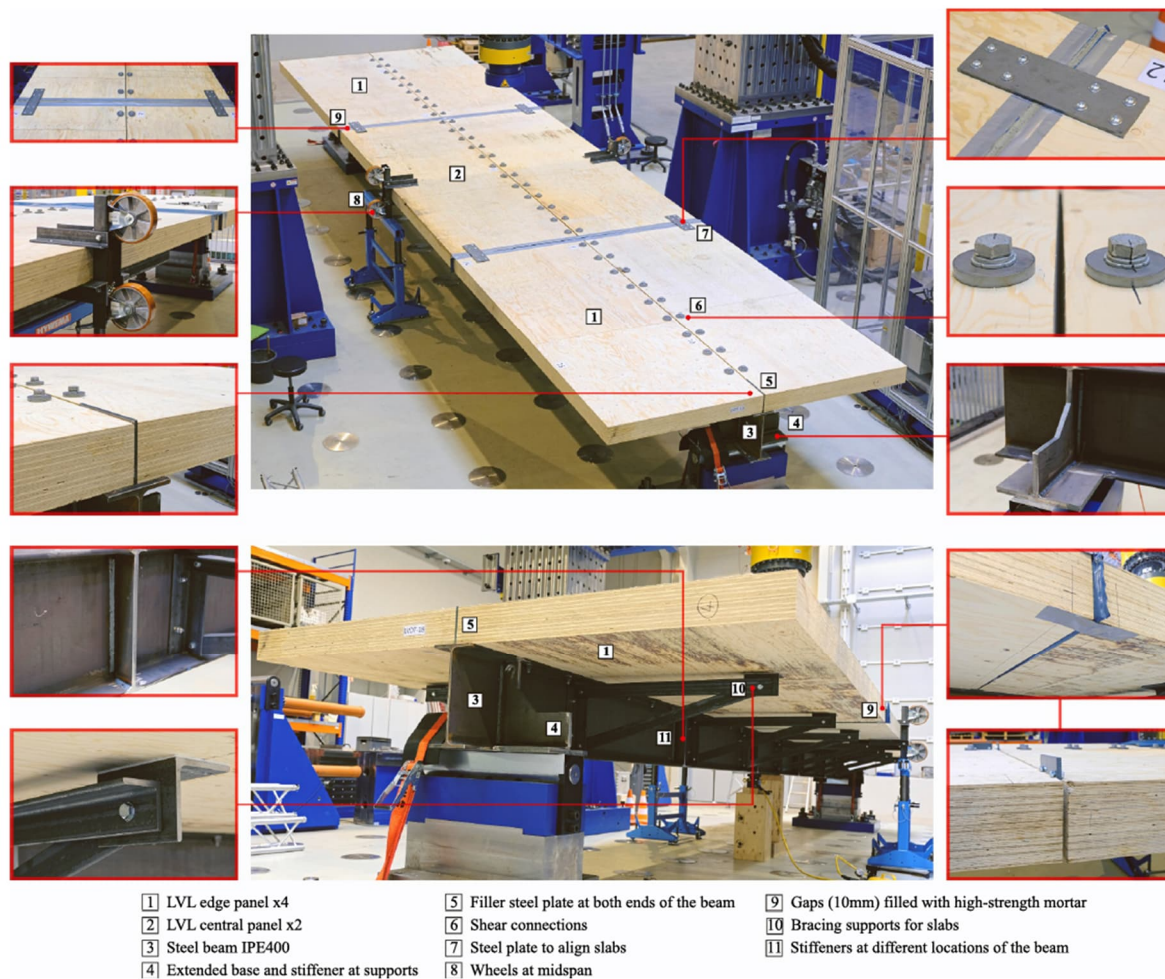 1
9
2
8
7
6
1
5
3
4
2
5
1
3
10
9
4
11
1 LVL edge panel x4
2 LVL central panel x2
3 Steel beam IPE400
4 Extended base and stiffener at supports
5 Filler steel plate at both ends of the beam
6 Shear connections
7 Steel plate to align slabs
8 Wheels at midspan
9 Gaps (10mm) filled with high-strength mortar
10 Bracing supports for slabs
11 Stiffeners at different locations of the beam